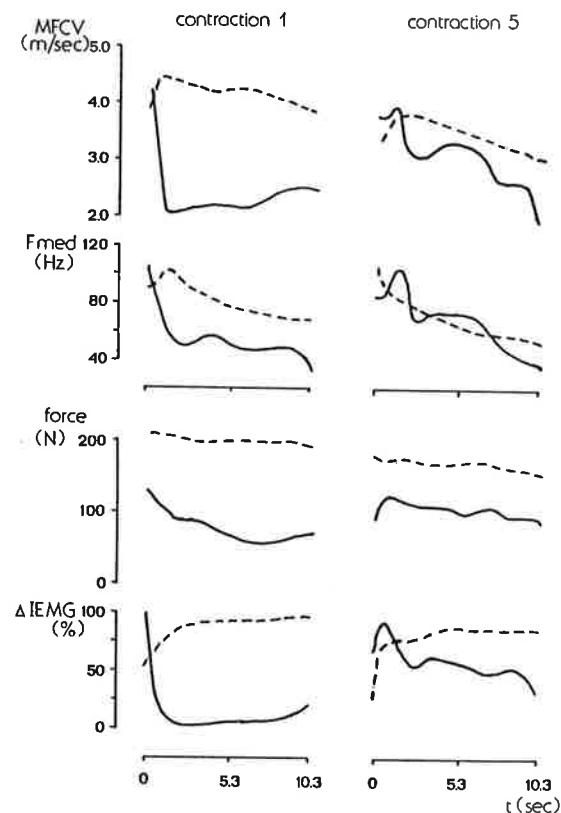 contraction 1 contraction 5
MFCV
(m/sec)
5.0
4.0
3.0
2.0
Fmed
(Hz)
120
80
40
force
(N)
200
100
0
Δ IEMG
(%)
100
50
0
0 5.3 10.3 0 5.3 10.3
t (sec)